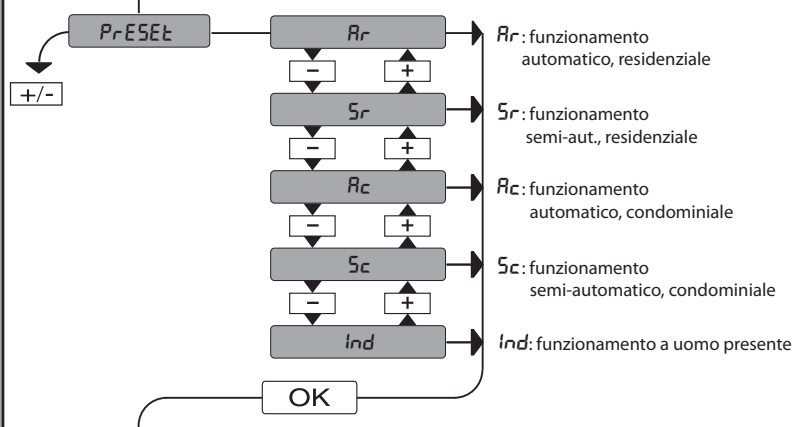 PrESEt
+/-
Ar
- +
Sr
- +
Ac
- +
Sc
- +
Ind
OK
Ar: funzionamento
automatico, residenziale
Sr: funzionamento
semi-aut., residenziale
Ac: funzionamento
automatico, condominiale
Sc: funzionamento
semi-automatico, condominiale
Ind: funzionamento a uomo presente